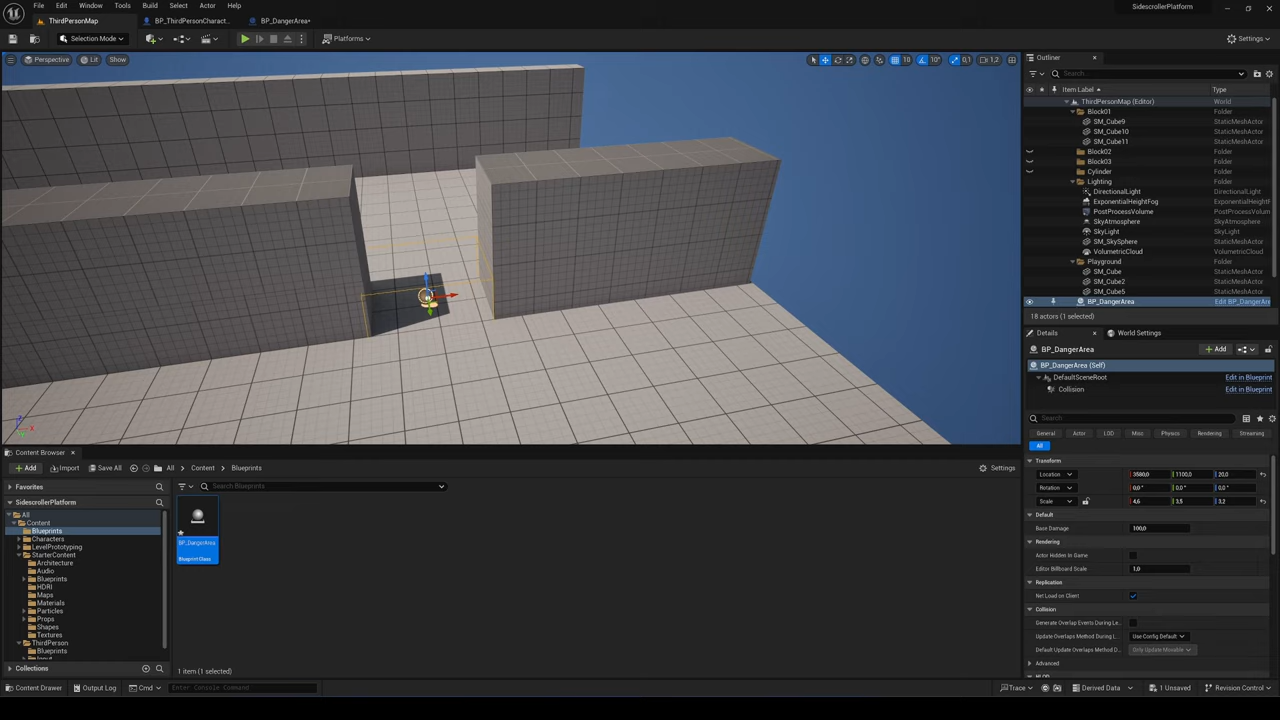 File Edit Window Tools Build Select Actor Help
SidescrollerPlatform
ThirdPersonMap BP_ThirdPersonCharact... BP_DangerArea•
Selection Mode Platforms Settings
Perspective Lit Show 10 10° 0,1 1,2
Outliner
Search...
Item Label Type
ThirdPersonMap (Editor) World
Block01 Folder
SM_Cube9 StaticMeshActor
SM_Cube10 StaticMeshActor
SM_Cube11 StaticMeshActor
Block02 Folder
Block03 Folder
Cylinder Folder
Lighting Folder
DirectionalLight DirectionalLight
ExponentialHeightFog ExponentialHeightF
PostProcessVolume PostProcessVolume
SkyAtmosphere SkyAtmosphere
SkyLight SkyLight
SM_SkySphere StaticMeshActor
VolumetricCloud VolumetricCloud
Playground Folder
SM_Cube StaticMeshActor
SM_Cube2 StaticMeshActor
SM_Cube5 StaticMeshActor
BP_DangerArea Edit BP_DangerAre
18 actors (1 selected)
Details World Settings
BP_DangerArea Add
BP_DangerArea (Self)
DefaultSceneRoot Edit in Blueprint
Collision Edit in Blueprint
Search
General Actor LOD Misc Physics Rendering Streaming
All
Transform
Location 3580,0 1100,0 20,0
Rotation 0,0° 0,0° 0,0°
Scale 4,6 3,5 3,2
Default
Base Damage 100,0
Rendering
Actor Hidden In Game
Editor Billboard Scale 1,0
Replication
Net Load on Client
Collision
Generate Overlap Events During Le...
Update Overlaps Method During L... Use Config Default
Default Update Overlaps Method D... Only Update Movable
Advanced
Content Browser
Add Import Save All All Content Blueprints Settings
Favorites
Search Blueprints
SidescrollerPlatform
All
Content
Blueprints
Characters
LevelPrototyping
StarterContent
Architecture
Audio
Blueprints
HDRI
Maps
Materials
Particles
Props
Shapes
Textures
ThirdPerson
Blueprints
Collections
BP_DangerArea
Blueprint Class
1 item (1 selected)
Content Drawer Output Log Cmd Enter Console Command Trace Derived Data 1 Unsaved Revision Control